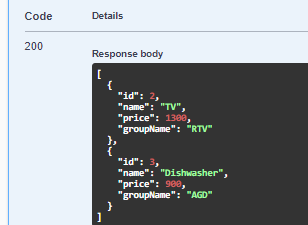 Code Details
200
Response body
[
  {
    "id": 2,
    "name": "TV",
    "price": 1300,
    "groupName": "RTV"
  },
  {
    "id": 3,
    "name": "Dishwasher",
    "price": 900,
    "groupName": "AGD"
  }
]